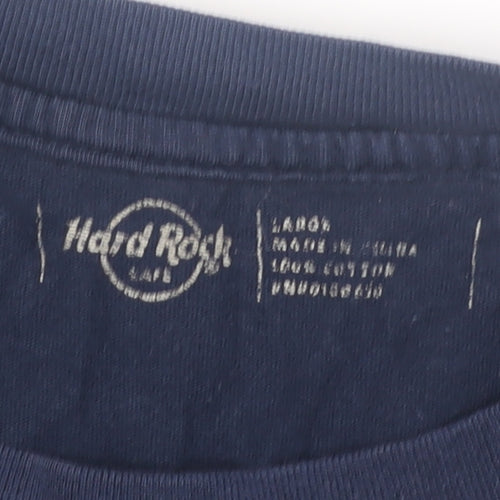 Hard Rock
CAFE
LARGE
MADE IN CHINA
100% COTTON